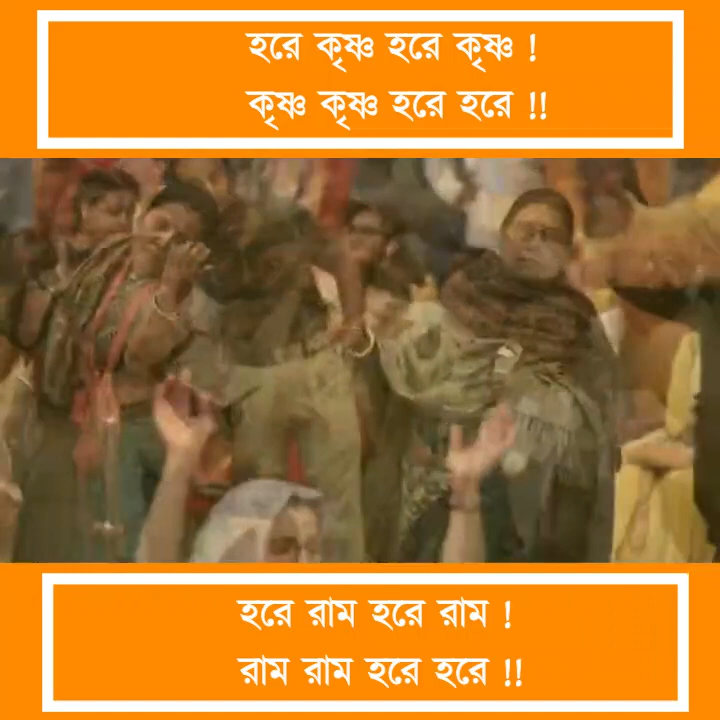 হরে কৃষ্ণ হরে কৃষ্ণ !
কৃষ্ণ কৃষ্ণ হরে হরে !!
হরে রাম হরে রাম !
রাম রাম হরে হরে !!